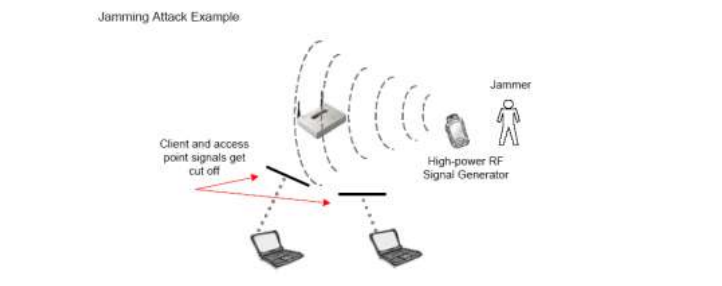 Jamming Attack Example
Jammer
Client and access
point signals get
cut off
High-power RF
Signal Generator